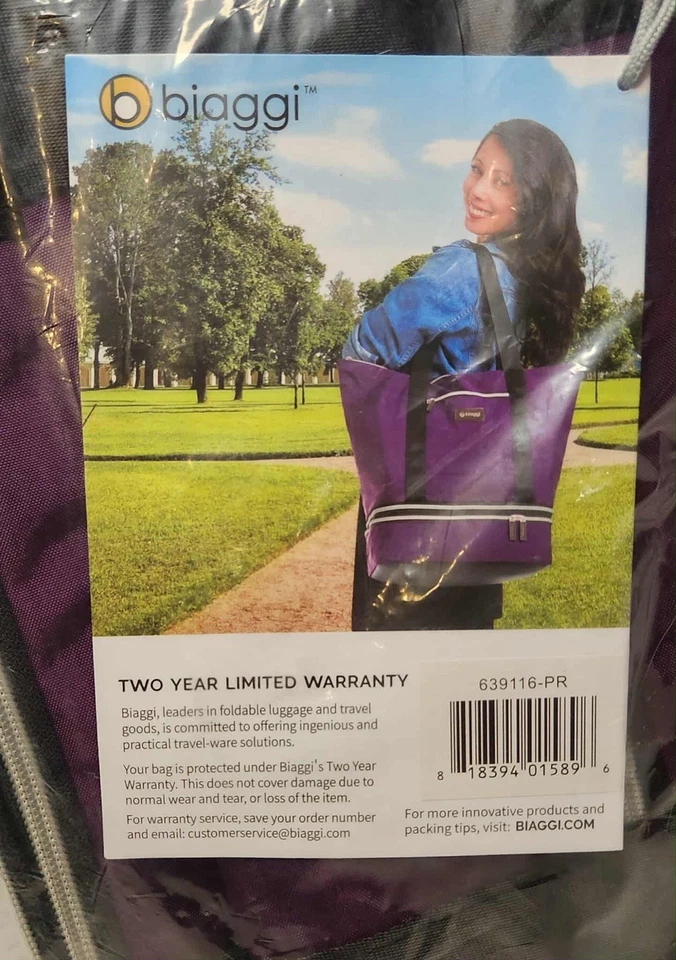 b biaggi™
biaggi
TWO YEAR LIMITED WARRANTY
Biaggi, leaders in foldable luggage and travel
goods, is committed to offering ingenious and
practical travel-ware solutions.
Your bag is protected under Biaggi's Two Year
Warranty. This does not cover damage due to
normal wear and tear, or loss of the item.
For warranty service, save your order number
and email: customerservice@biaggi.com
639116-PR
8 18394 01589 6
For more innovative products and
packing tips, visit: BIAGGI.COM